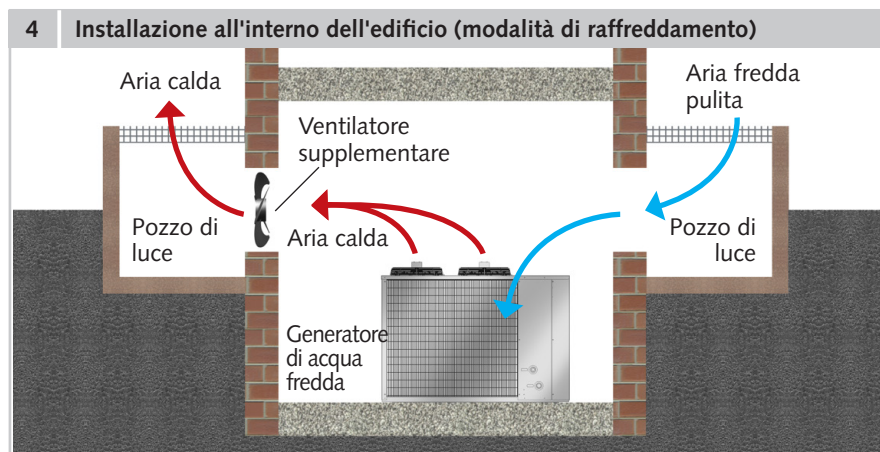 4 Installazione all'interno dell'edificio (modalità di raffreddamento)
Aria calda
Aria fredda
pulita
Ventilatore
supplementare
Pozzo di
luce
Aria calda
Pozzo di
luce
Generatore
di acqua
fredda